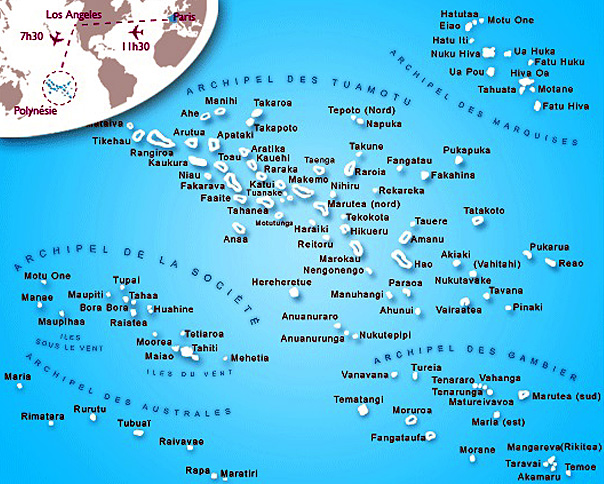 Los Angeles
Paris
7h30
11h30
Polynésie
ARCHIPEL DES TUAMOTU
ARCHIPEL DES MARQUISES
Hatutaa
Motu One
Eiao
Hatu Iti
Nuku Hiva
Ua Huka
Fatu Huku
Ua Pou
Hiva Oa
Tahuata
Motane
Fatu Hiva
Manihi
Takaroa
Ahe
Tepoto (Nord)
Napuka
Tikehau
Arutua
Takapoto
Apataki
Rangiroa
Aratika
Takune
Pukapuka
Kaukura
Toau
Kauehi
Taenga
Fangatau
Raraka
Raroia
Niau
Fakahina
Fakarava
Katui
Makemo
Nihiru
Rekareka
Faaite
Tuanake
Marutea (nord)
Tahanea
Tekokota
Tauere
Tatakoto
Motutunga
Haraiki
Hikueru
Anaa
Reitoru
Amanu
Marokau
Hao
Akiaki
(Vahitahi)
Pukarua
Reao
Nengonengo
Nukutavake
Hereheretue
Paraoa
Tavana
Manuhangi
Vairaatea
Pinaki
Ahunui
Anuanuraro
Anuanurunga
Nukutepipi
ARCHIPEL DE LA SOCIÉTÉ
Motu One
Tupai
Manae
Maupiti
Tahaa
Bora Bora
Huahine
Maupihaa
Raiatea
ILES
SOUS LE VENT
Tetiaroa
Moorea
Tahiti
Maiao
Mehetia
ILES DU VENT
ARCHIPEL DES AUSTRALES
Maria
Rimatara
Rurutu
Tubuaï
Raivavae
Rapa
Maratiri
ARCHIPEL DES GAMBIER
Vanavana
Tureia
Tenararo
Vahanga
Tenarunga
Marutea (sud)
Matureivavoa
Tematangi
Moruroa
Maria (est)
Fangataufa
Morane
Mangareva(Rikitea)
Taravai
Temoe
Akamaru